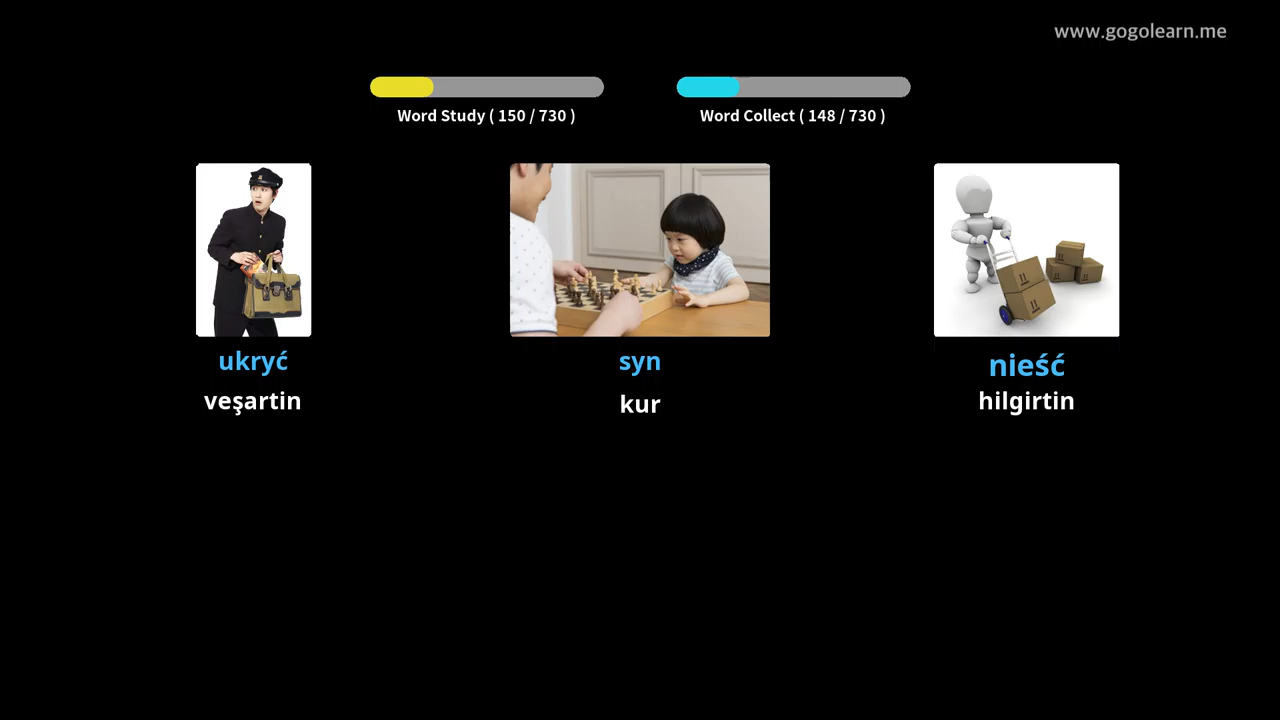 www.gogolearn.me
Word Study ( 150 / 730 )
Word Collect ( 148 / 730 )
ukryć
syn
nieść
veşartin
kur
hilgirtin